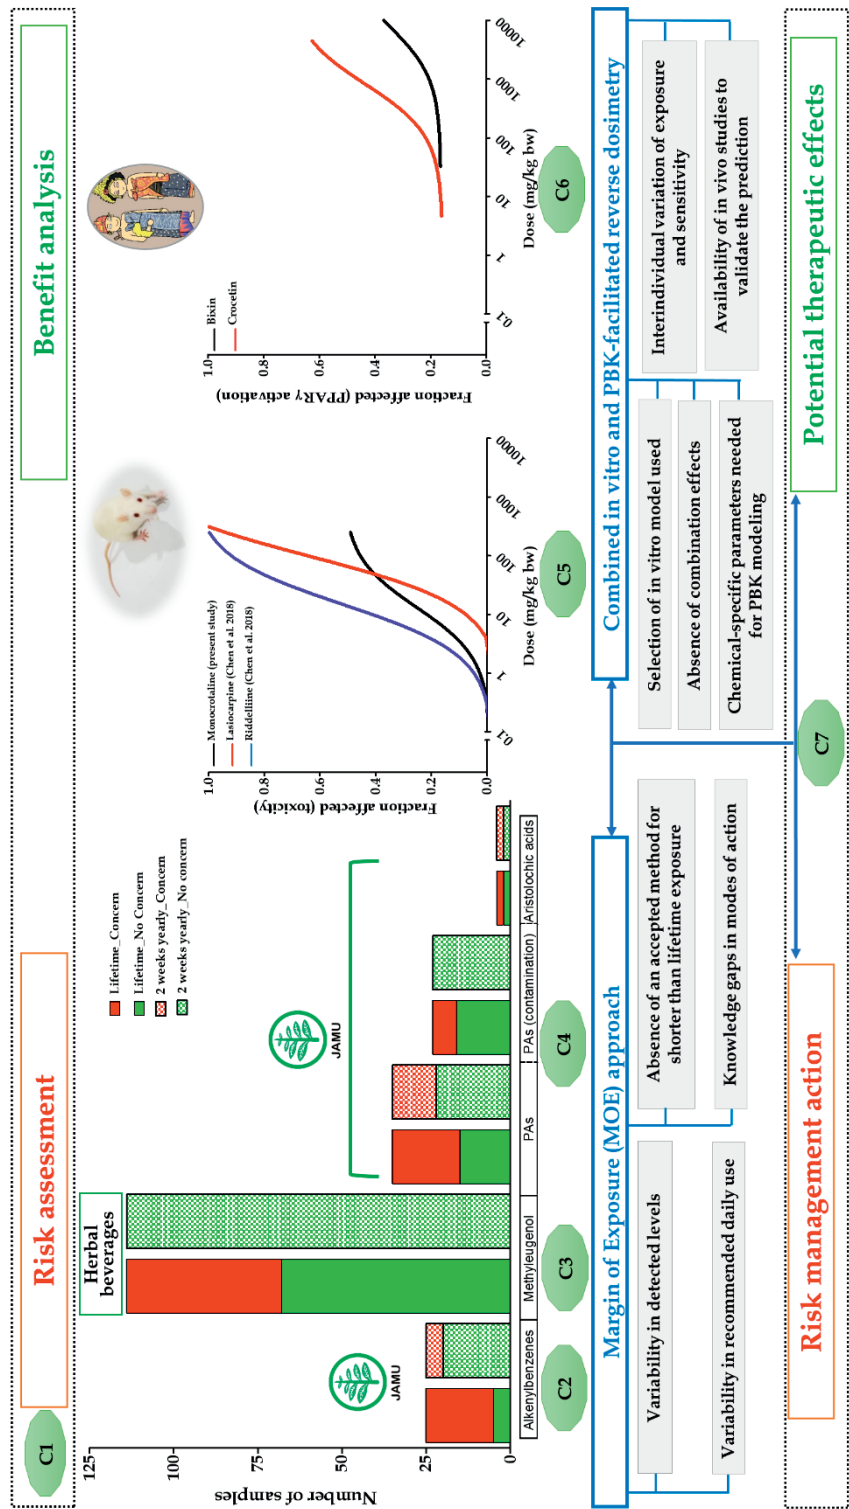 C1
Risk assessment
Benefit analysis
Number of samples
125
100
75
50
25
0
JAMU
Herbal
beverages
JAMU
Lifetime_Concern
Lifetime_No Concern
2 weeks yearly_Concern
2 weeks yearly_No concern
Alkenylbenzenes
Methyleugenol
PAs
PAs (contamination)
Aristolochic acids
C2
C3
C4
Fraction affected (toxicity)
1.0
0.8
0.6
0.4
0.2
0.0
Monocrotaline (present study)
Lasiocarpine (Chen et al. 2018)
Riddelliine (Chen et al. 2018)
0.1
1
10
100
1000
10000
Dose (mg/kg bw)
C5
Fraction affected (PPARγ activation)
1.0
0.8
0.6
0.4
0.2
0.0
Bixin
Crocetin
0.1
1
10
100
1000
10000
Dose (mg/kg bw)
C6
Margin of Exposure (MOE) approach
Variability in detected levels
Variability in recommended daily use
Absence of an accepted method for
shorter than lifetime exposure
Knowledge gaps in modes of action
Combined in vitro and PBK-facilitated reverse dosimetry
Selection of in vitro model used
Absence of combination effects
Chemical-specific parameters needed
for PBK modeling
Interindividual variation of exposure
and sensitivity
Availability of in vivo studies to
validate the prediction
Risk management action
C7
Potential therapeutic effects